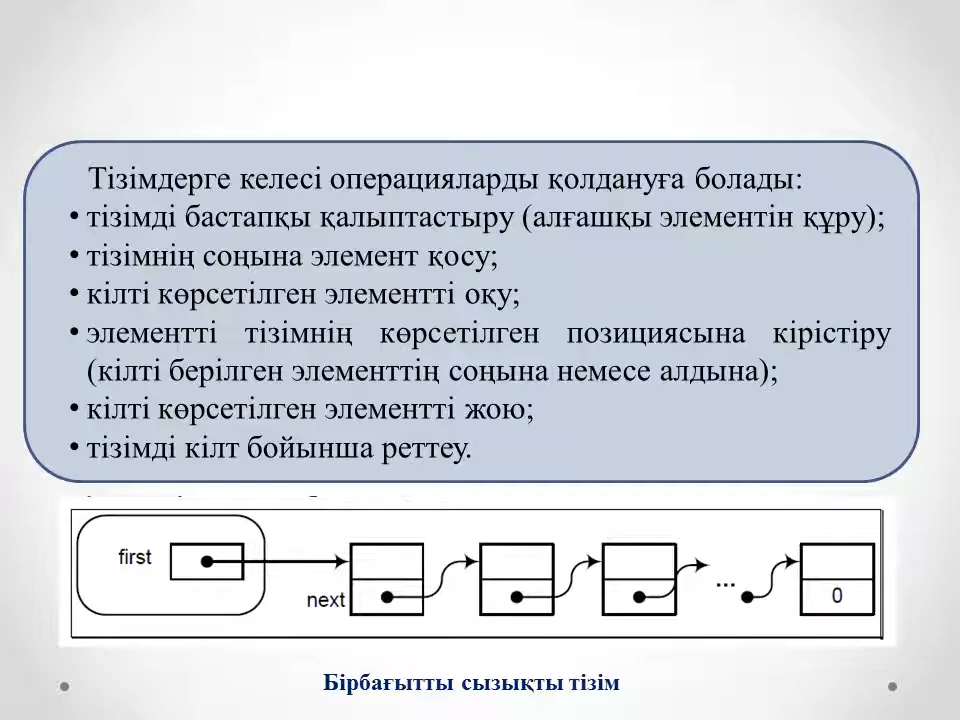 Тізімдерге келесі операцияларды қолдануға болады:
• тізімді бастапқы қалыптастыру (алғашқы элементін құру);
• тізімнің соңына элемент қосу;
• кілті көрсетілген элементті оқу;
• элементті тізімнің көрсетілген позициясына кірістіру
(кілті берілген элементтің соңына немесе алдына);
• кілті көрсетілген элементті жою;
• тізімді кілт бойынша реттеу.
first
next
...
0
Бірбағытты сызықты тізім